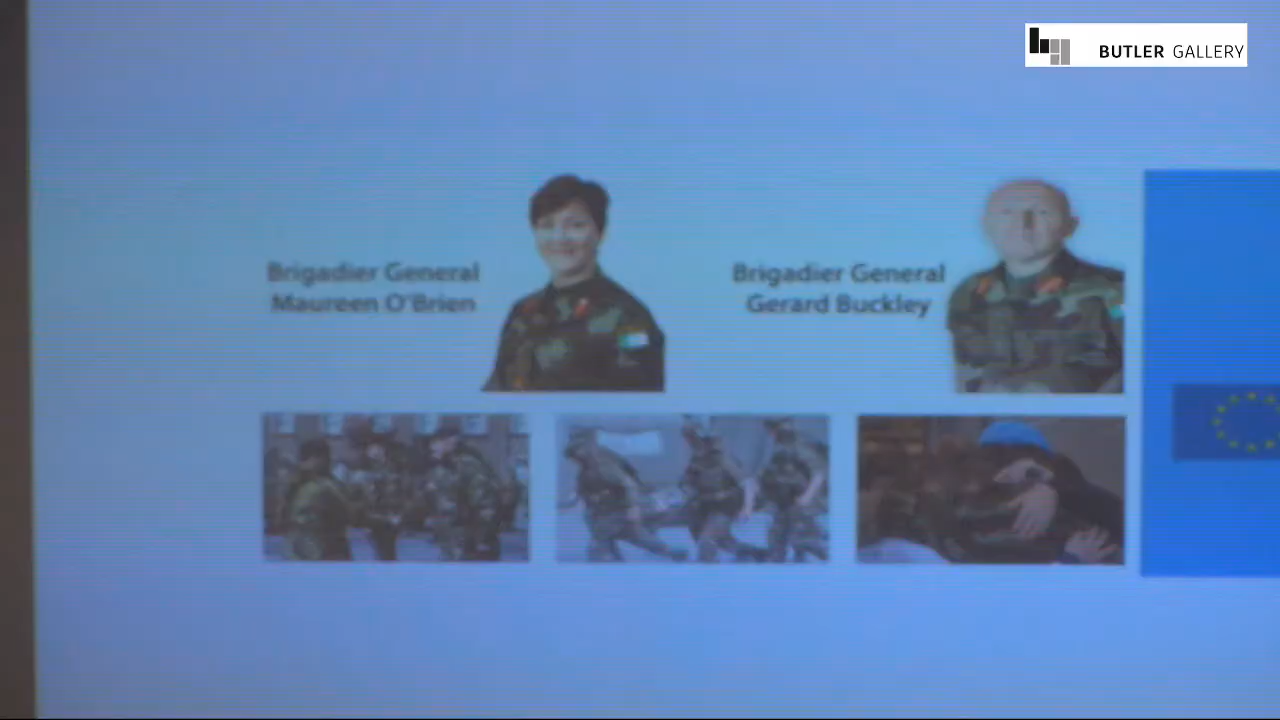 BUTLER GALLERY
Brigadier General
Maureen O'Brien
Brigadier General
Gerard Buckley